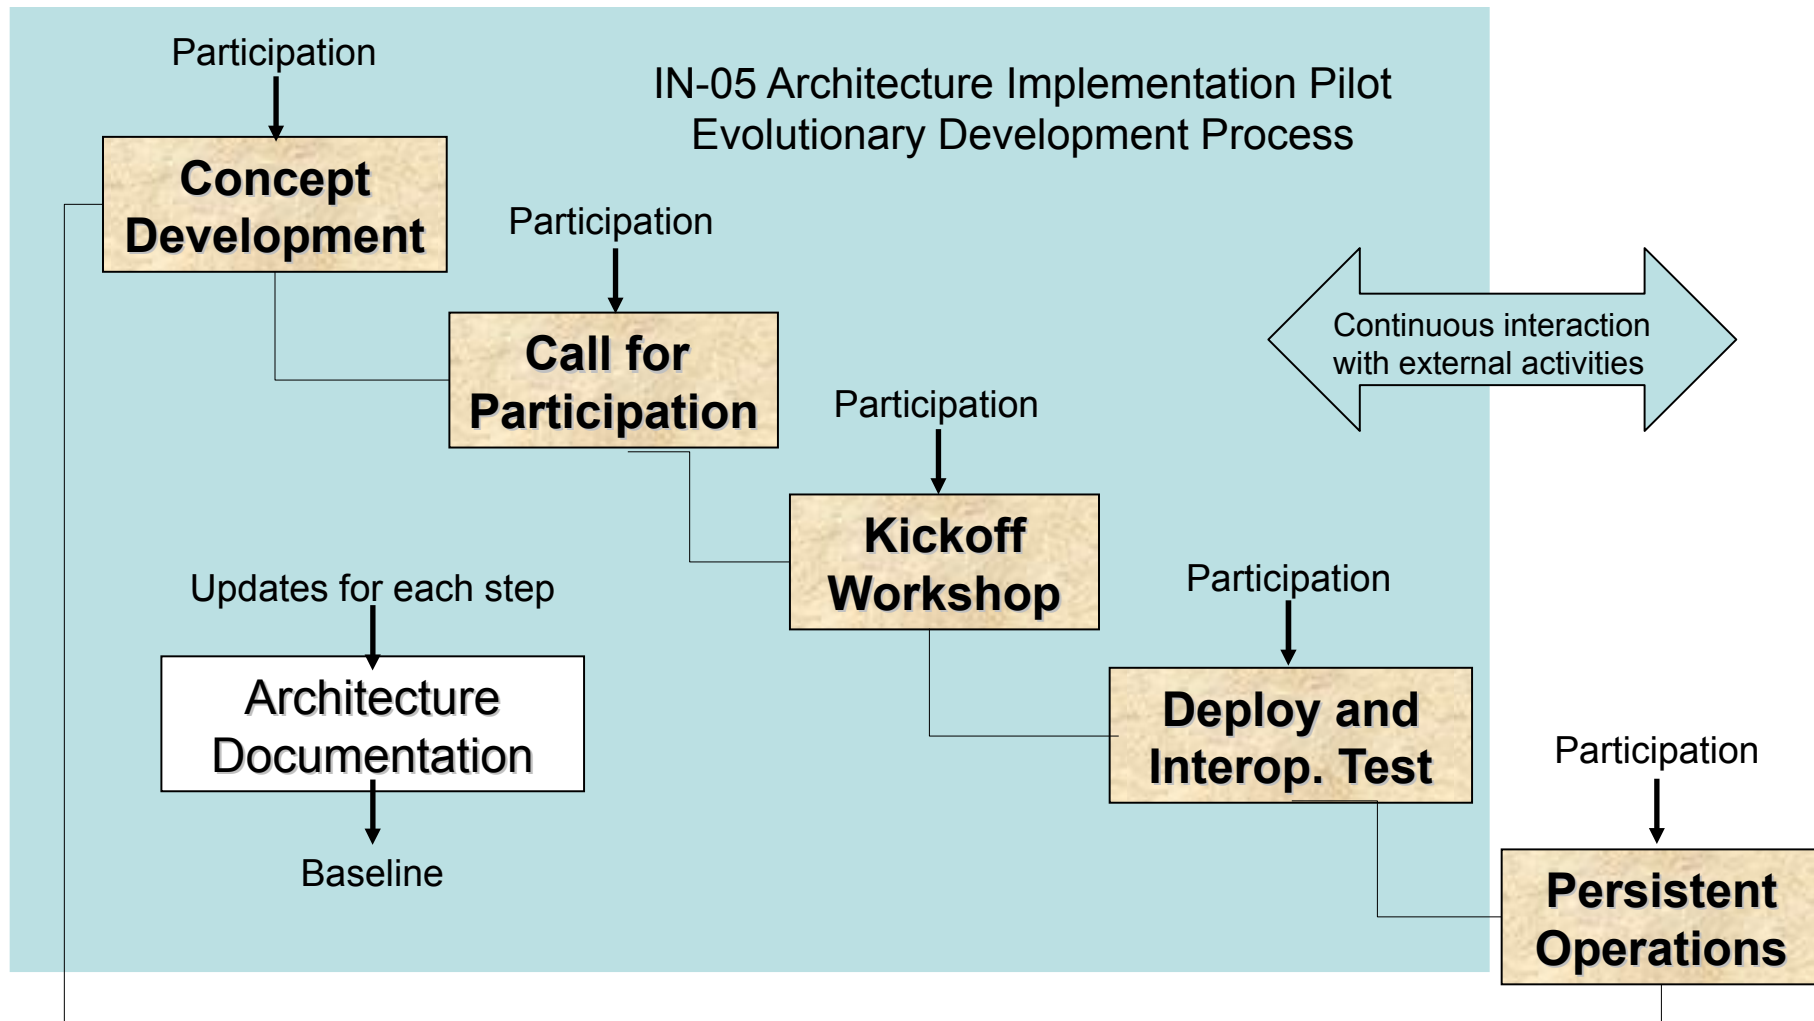 Participation
IN-05 Architecture Implementation Pilot
Evolutionary Development Process
Concept
Development
Participation
Call for
Participation
Continuous interaction
with external activities
Participation
Kickoff
Workshop
Participation
Updates for each step
Architecture
Documentation
Baseline
Deploy and
Interop. Test
Participation
Persistent
Operations